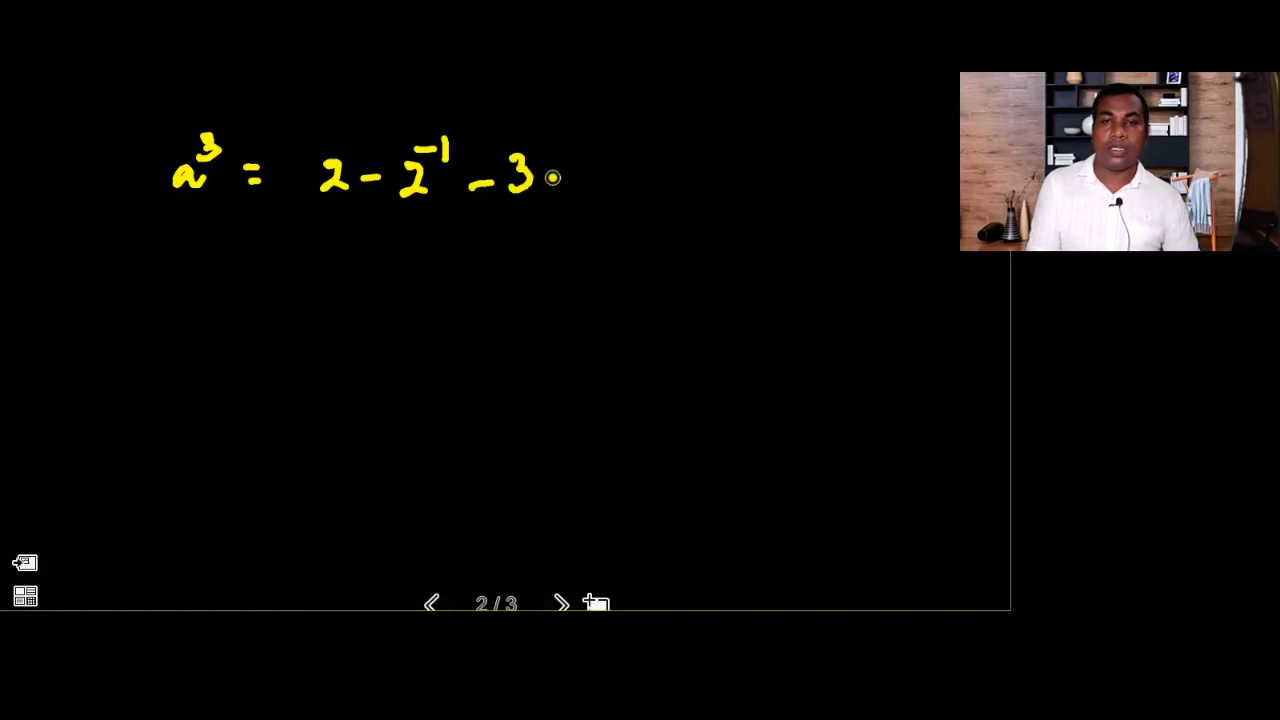 a³ = 2 - 2⁻¹ - 3
2 / 3